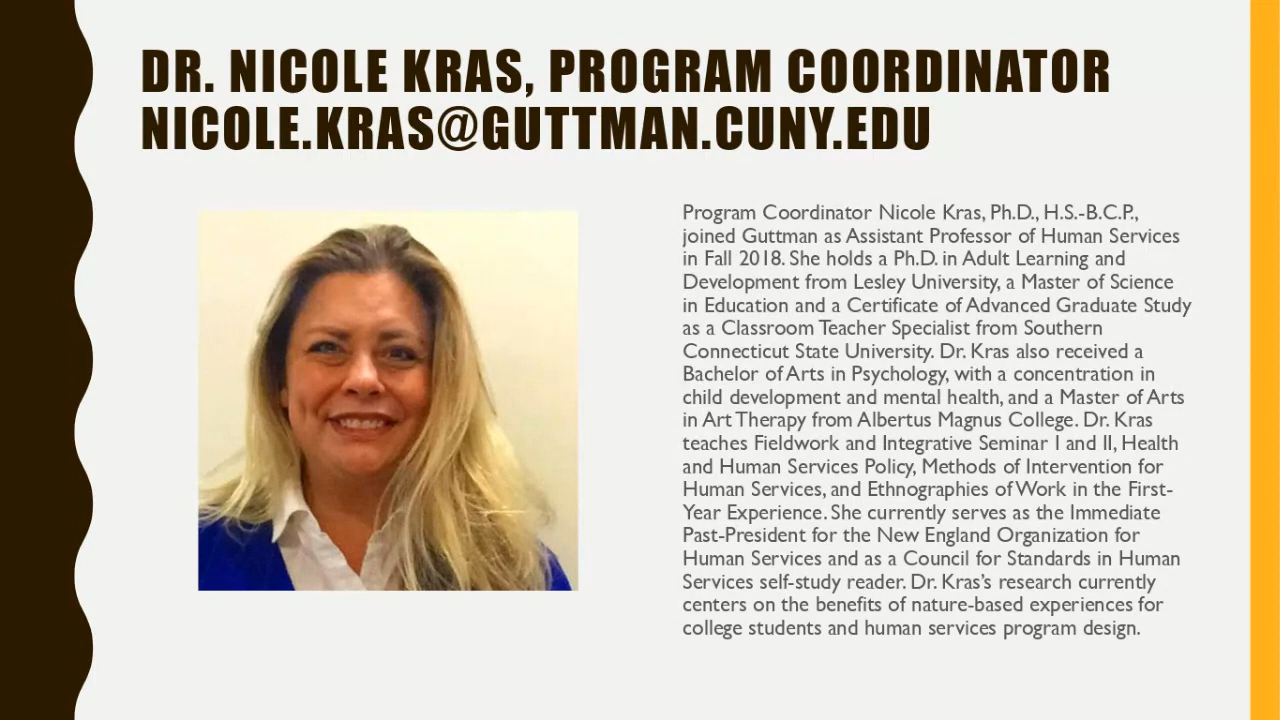 DR. NICOLE KRAS, PROGRAM COORDINATOR
NICOLE.KRAS@GUTTMAN.CUNY.EDU
Program Coordinator Nicole Kras, Ph.D., H.S.-B.C.P.,
joined Guttman as Assistant Professor of Human Services
in Fall 2018. She holds a Ph.D. in Adult Learning and
Development from Lesley University, a Master of Science
in Education and a Certificate of Advanced Graduate Study
as a Classroom Teacher Specialist from Southern
Connecticut State University. Dr. Kras also received a
Bachelor of Arts in Psychology, with a concentration in
child development and mental health, and a Master of Arts
in Art Therapy from Albertus Magnus College. Dr. Kras
teaches Fieldwork and Integrative Seminar I and II, Health
and Human Services Policy, Methods of Intervention for
Human Services, and Ethnographies of Work in the First-
Year Experience. She currently serves as the Immediate
Past-President for the New England Organization for
Human Services and as a Council for Standards in Human
Services self-study reader. Dr. Kras's research currently
centers on the benefits of nature-based experiences for
college students and human services program design.